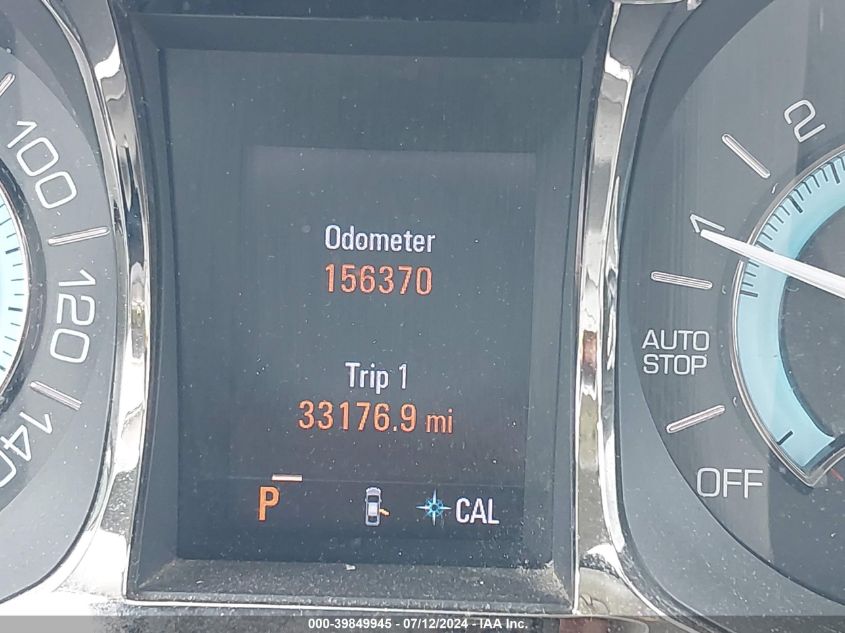 100
120
140
Odometer
156370
Trip 1
33176.9 mi
P
CAL
2
1
AUTO
STOP
OFF
000-39849945 - 07/12/2024 - IAA Inc.